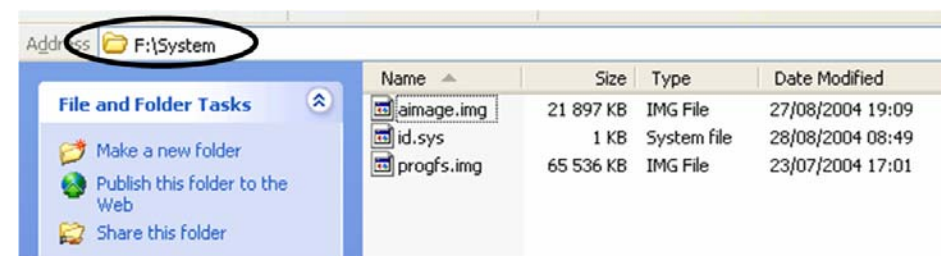 Address F:\System
Name Size Type Date Modified
File and Folder Tasks
aimage.img 21 897 KB IMG File 27/08/2004 19:09
id.sys 1 KB System file 28/08/2004 08:49
progfs.img 65 536 KB IMG File 23/07/2004 17:01
Make a new folder
Publish this folder to the
Web
Share this folder